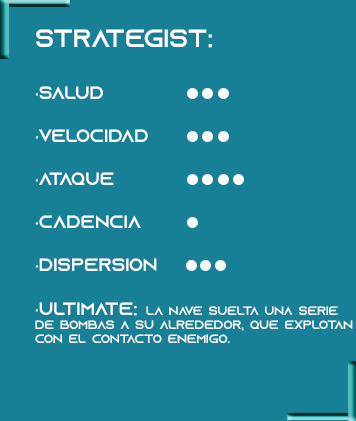 STRATEGIST:
·SALUD
·VELOCIDAD
·ATAQUE
·CADENCIA
·DISPERSION
·ULTIMATE: LA NAVE SUELTA UNA SERIE
DE BOMBAS A SU ALREDEDOR, QUE EXPLOTAN
CON EL CONTACTO ENEMIGO.